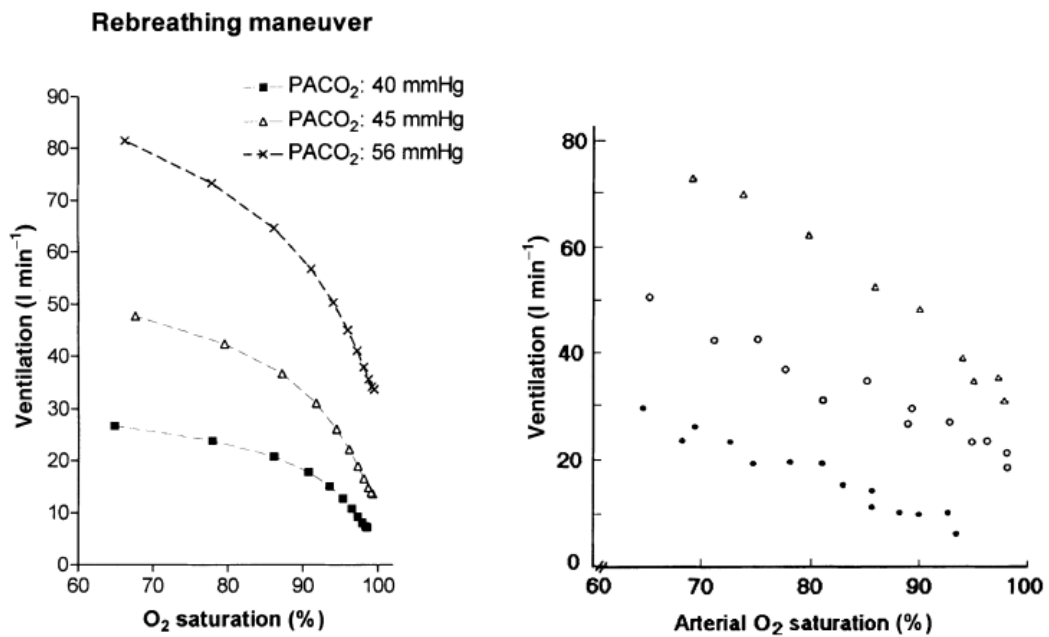 Rebreathing maneuver
PACO₂: 40 mmHg
PACO₂: 45 mmHg
PACO₂: 56 mmHg
Ventilation (l min⁻¹)
90
80
70
60
50
40
30
20
10
0
60 70 80 90 100
O₂ saturation (%)
Ventilation (l min⁻¹)
80
60
40
20
0
60 70 80 90 100
Arterial O₂ saturation (%)